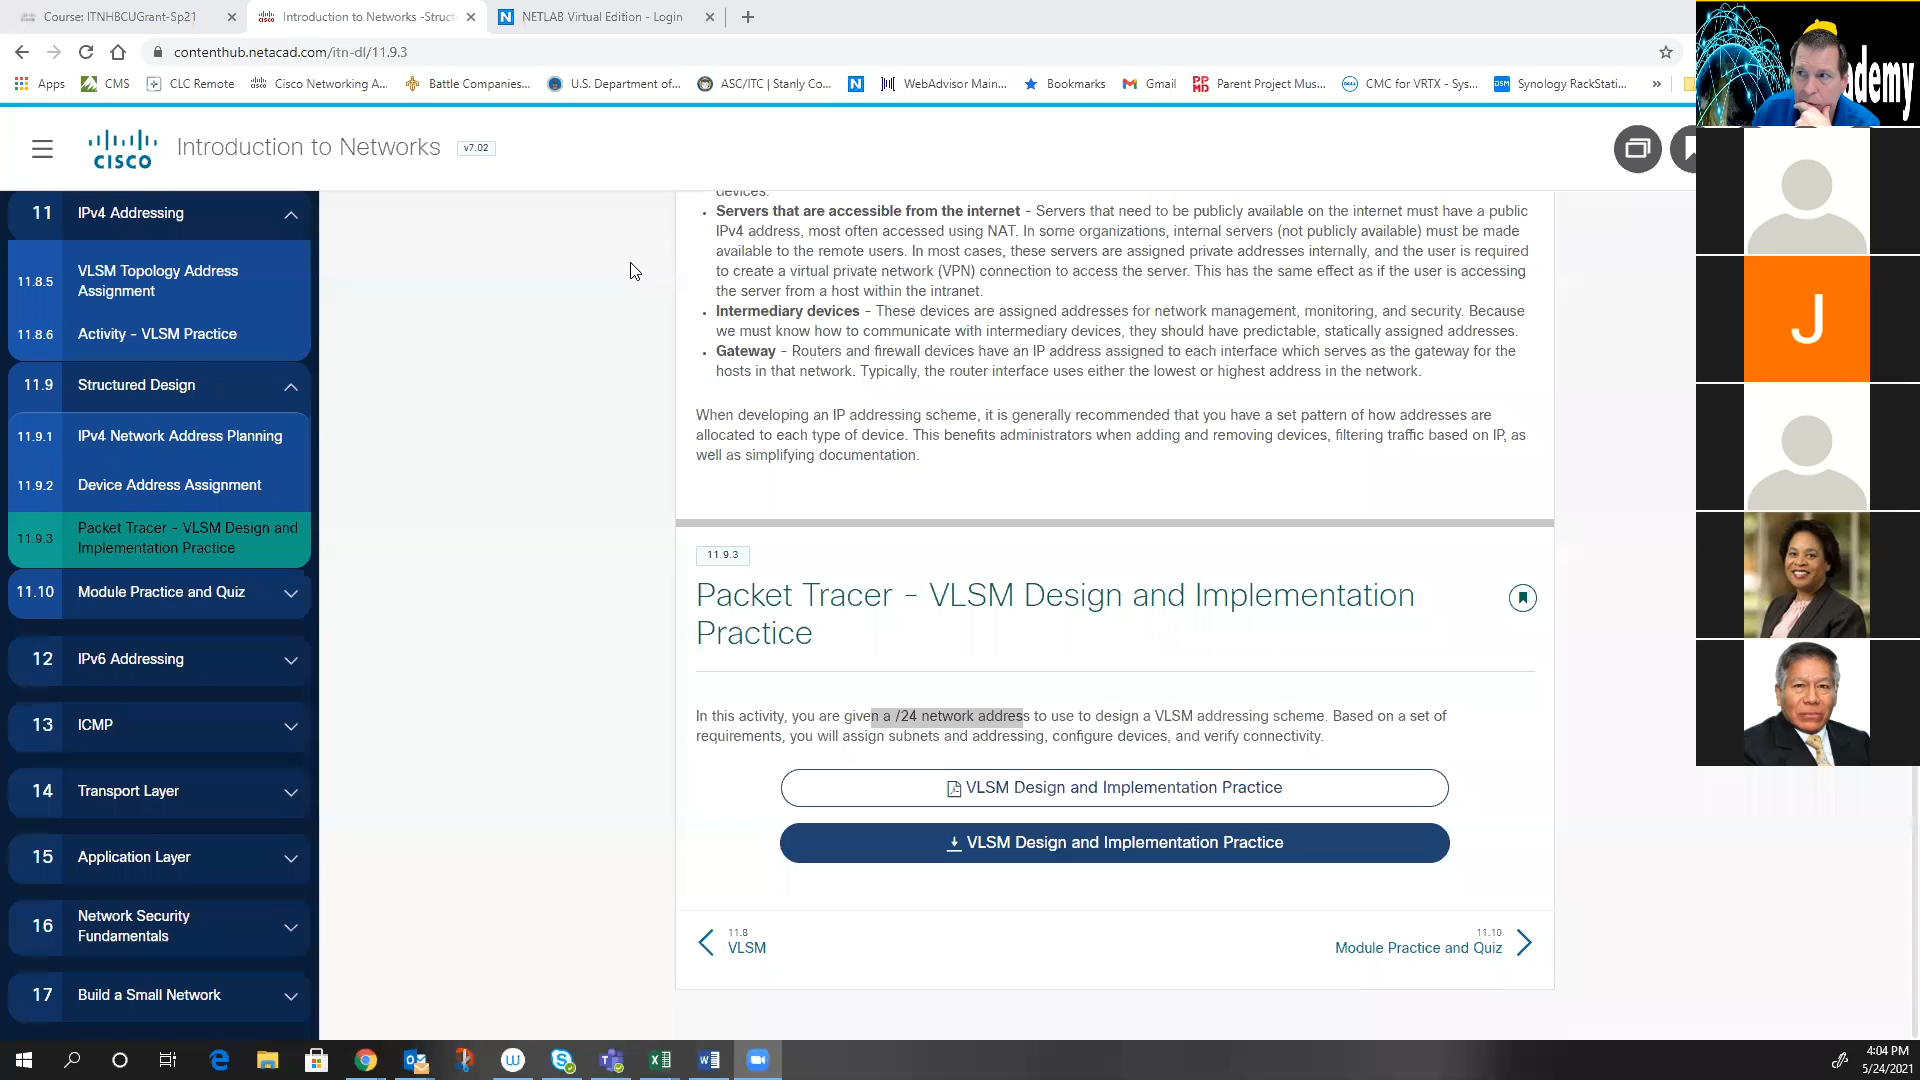 Course: ITNHBCUGrant-Sp21
Introduction to Networks -Struct
NETLAB Virtual Edition - Login
contenthub.netacad.com/itn-dl/11.9.3
Apps
CMS
CLC Remote
Cisco Networking A...
Battle Companies...
U.S. Department of...
ASC/ITC | Stanly Co...
WebAdvisor Main...
Bookmarks
Gmail
Parent Project Mus...
CMC for VRTX - Sys...
Synology RackStati...
»
ademy
CISCO
Introduction to Networks
v7.02
11 IPv4 Addressing
11.8.5 VLSM Topology Address
Assignment
11.8.6 Activity - VLSM Practice
11.9 Structured Design
11.9.1 IPv4 Network Address Planning
11.9.2 Device Address Assignment
11.9.3 Packet Tracer - VLSM Design and
Implementation Practice
11.10 Module Practice and Quiz
12 IPv6 Addressing
13 ICMP
14 Transport Layer
15 Application Layer
16 Network Security
Fundamentals
17 Build a Small Network
devices.
• Servers that are accessible from the internet - Servers that need to be publicly available on the internet must have a public
IPv4 address, most often accessed using NAT. In some organizations, internal servers (not publicly available) must be made
available to the remote users. In most cases, these servers are assigned private addresses internally, and the user is required
to create a virtual private network (VPN) connection to access the server. This has the same effect as if the user is accessing
the server from a host within the intranet.
• Intermediary devices - These devices are assigned addresses for network management, monitoring, and security. Because
we must know how to communicate with intermediary devices, they should have predictable, statically assigned addresses.
• Gateway - Routers and firewall devices have an IP address assigned to each interface which serves as the gateway for the
hosts in that network. Typically, the router interface uses either the lowest or highest address in the network.
When developing an IP addressing scheme, it is generally recommended that you have a set pattern of how addresses are
allocated to each type of device. This benefits administrators when adding and removing devices, filtering traffic based on IP, as
well as simplifying documentation.
11.9.3
Packet Tracer - VLSM Design and Implementation
Practice
In this activity, you are given a /24 network address to use to design a VLSM addressing scheme. Based on a set of
requirements, you will assign subnets and addressing, configure devices, and verify connectivity.
VLSM Design and Implementation Practice
VLSM Design and Implementation Practice
11.8
VLSM
11.10
Module Practice and Quiz
J
4:04 PM
5/24/2021